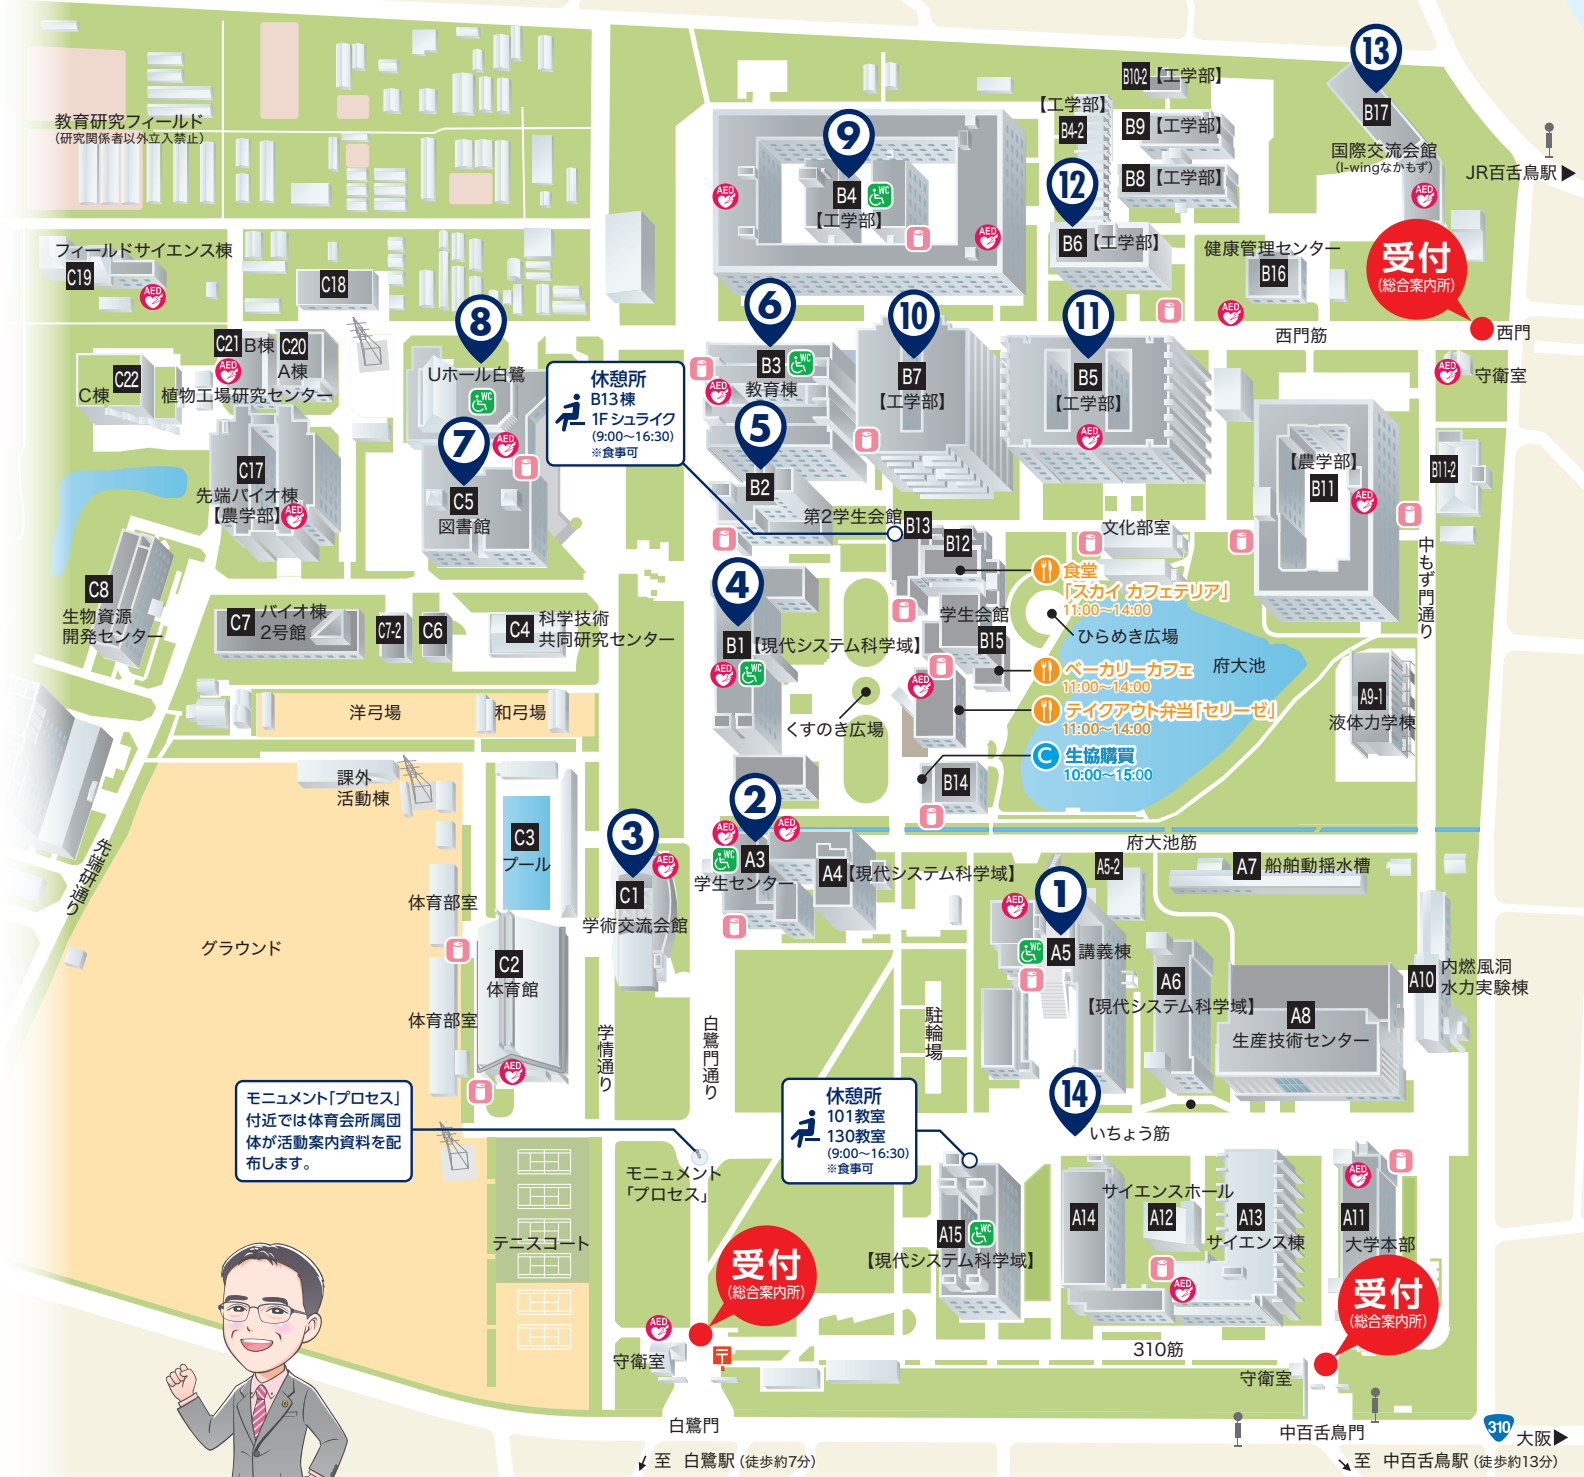 教育研究フィールド
（研究関係者以外立入禁止）
フィールドサイエンス棟
C19
AED
C18
C21
B棟
C20
A棟
AED
C棟
C22
植物工場研究センター
8
Uホール白鷺
WC
7
AED
C5
図書館
C17
先端バイオ棟
【農学部】
AED
C8
生物資源
開発センター
C7
バイオ棟
2号館
C7-2
C6
C4
科学技術
共同研究センター
休憩所
B13棟
1F シュライク
（9:00～16:30）
※食事可
9
B4
WC
【工学部】
AED
AED
【工学部】
B4-2
B10-2
【工学部】
B9
【工学部】
B8
【工学部】
12
B6
【工学部】
13
B17
国際交流会館
（I-wingなかもず）
AED
JR百舌鳥駅▶
健康管理センター
B16
AED
受付
（総合案内所）
西門
西門筋
AED
守衛室
6
B3
WC
AED
教育棟
10
B7
【工学部】
11
B5
【工学部】
AED
5
B2
【農学部】
B11
AED
B11-2
中もず門通り
第2学生会館
B13
B12
文化部室
食堂
「スカイ カフェテリア」
11:00～14:00
学生会館
B15
ひらめき広場
府大池
ベーカリーカフェ
11:00～14:00
AED
テイクアウト弁当「セリーゼ」
11:00～14:00
C
生協購買
10:00～15:00
B14
くすのき広場
4
B1
【現代システム科学域】
AED
WC
A9-1
液体力学棟
洋弓場
和弓場
課外
活動棟
C3
プール
先端研通り
グラウンド
体育部室
C2
体育館
体育部室
AED
3
AED
C1
学術交流会館
2
AED
AED
WC
A3
学生センター
A4
【現代システム科学域】
府大池筋
A5-2
A7
船舶動揺水槽
1
AED
WC
A5
講義棟
A6
【現代システム科学域】
A8
生産技術センター
A10
内燃風洞
水力実験棟
学情通り
白鷺門通り
駐輪場
モニュメント「プロセス」
付近では体育会所属団
体が活動案内資料を配
布します。
モニュメント
「プロセス」
休憩所
101教室
130教室
（9:00～16:30）
※食事可
14
いちょう筋
テニスコート
A15
WC
【現代システム科学域】
A14
サイエンスホール
A12
A13
サイエンス棟
AED
AED
A11
大学本部
受付
（総合案内所）
AED
守衛室
〒
受付
（総合案内所）
310筋
守衛室
白鷺門
中百舌鳥門
310
大阪▶
至 白鷺駅（徒歩約7分）
至 中百舌鳥駅（徒歩約13分）